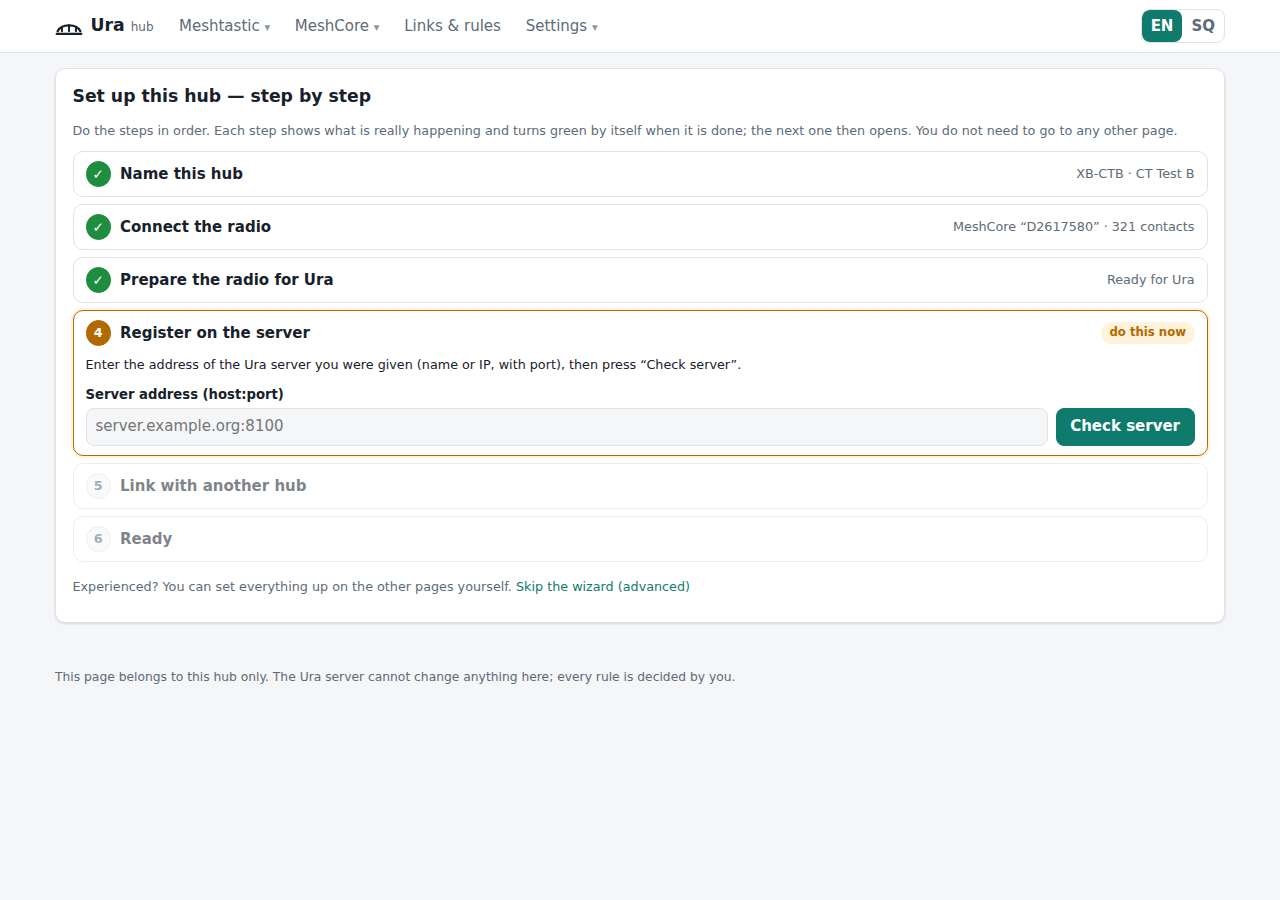 Ura hub Meshtastic ▾ MeshCore ▾ Links & rules Settings ▾ EN SQ
Set up this hub — step by step
Do the steps in order. Each step shows what is really happening and turns green by itself when it is done; the next one then opens. You do not need to go to any other page.
✓ Name this hub XB-CTB · CT Test B
✓ Connect the radio MeshCore “D2617580” · 321 contacts
✓ Prepare the radio for Ura Ready for Ura
4 Register on the server do this now
Enter the address of the Ura server you were given (name or IP, with port), then press “Check server”.
Server address (host:port)
server.example.org:8100 Check server
5 Link with another hub
6 Ready
Experienced? You can set everything up on the other pages yourself. Skip the wizard (advanced)
This page belongs to this hub only. The Ura server cannot change anything here; every rule is decided by you.